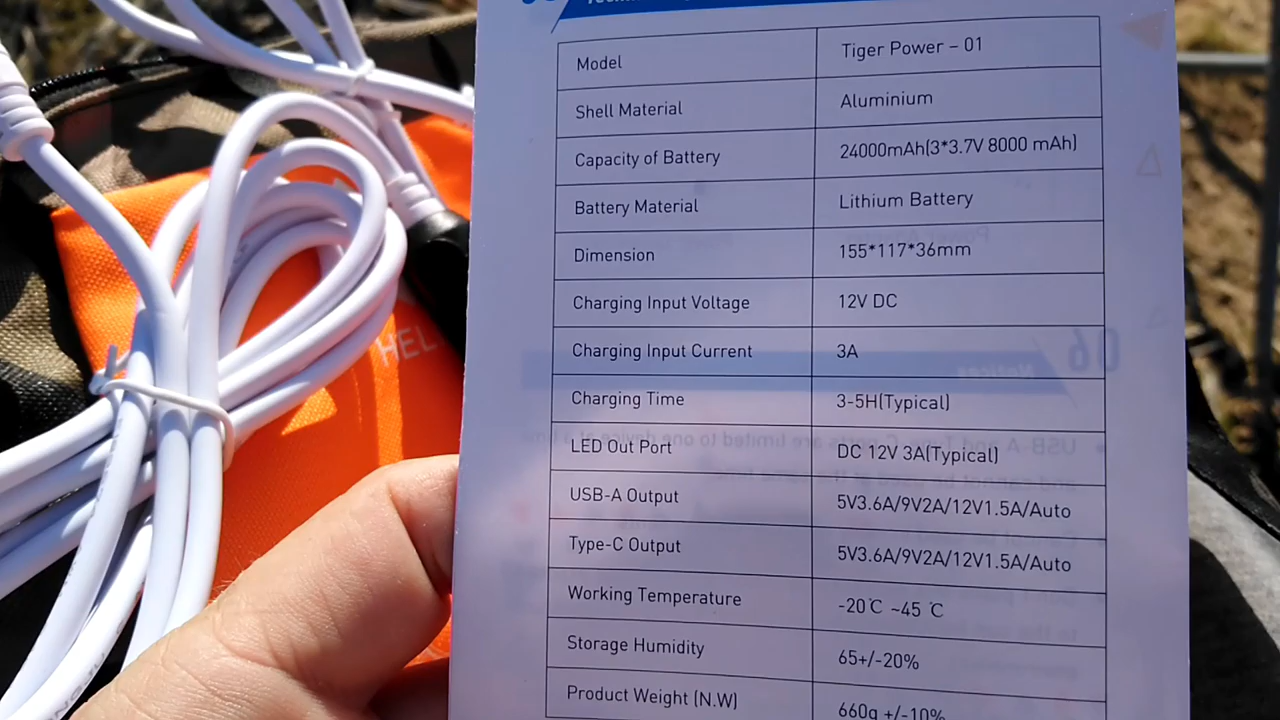 Model Tiger Power – 01
Shell Material Aluminium
Capacity of Battery 24000mAh(3*3.7V 8000 mAh)
Battery Material Lithium Battery
Dimension 155*117*36mm
Charging Input Voltage 12V DC
Charging Input Current 3A
Charging Time 3-5H(Typical)
LED Out Port DC 12V 3A(Typical)
USB-A Output 5V3.6A/9V2A/12V1.5A/Auto
Type-C Output 5V3.6A/9V2A/12V1.5A/Auto
Working Temperature -20℃ ~45 ℃
Storage Humidity 65+/-20%
Product Weight (N.W) 660g +/-10%
HEL